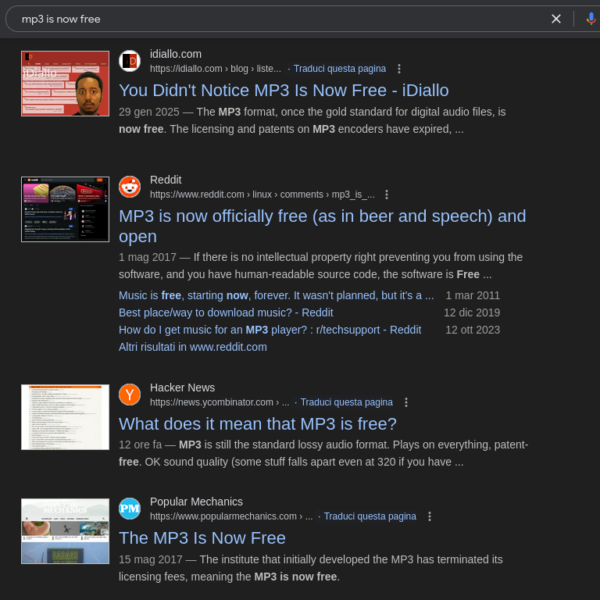 mp3 is now free
idiallo.com
https://idiallo.com › blog › liste... · Traduci questa pagina
You Didn't Notice MP3 Is Now Free - iDiallo
29 gen 2025 — The MP3 format, once the gold standard for digital audio files, is
now free. The licensing and patents on MP3 encoders have expired, ...
Reddit
https://www.reddit.com › linux › comments › mp3_is_...
MP3 is now officially free (as in beer and speech) and
open
1 mag 2017 — If there is no intellectual property right preventing you from using the
software, and you have human-readable source code, the software is Free ...
Music is free, starting now, forever. It wasn't planned, but it's a ... 1 mar 2011
Best place/way to download music? - Reddit 12 dic 2019
How do I get music for an MP3 player? : r/techsupport - Reddit 12 ott 2023
Altri risultati in www.reddit.com
Y
Hacker News
https://news.ycombinator.com › ... · Traduci questa pagina
What does it mean that MP3 is free?
12 ore fa — MP3 is still the standard lossy audio format. Plays on everything, patent-
free. OK sound quality (some stuff falls apart even at 320 if you have ...
PM
Popular Mechanics
https://www.popularmechanics.com › ... · Traduci questa pagina
The MP3 Is Now Free
15 mag 2017 — The institute that initially developed the MP3 has terminated its
licensing fees, meaning the MP3 is now free.